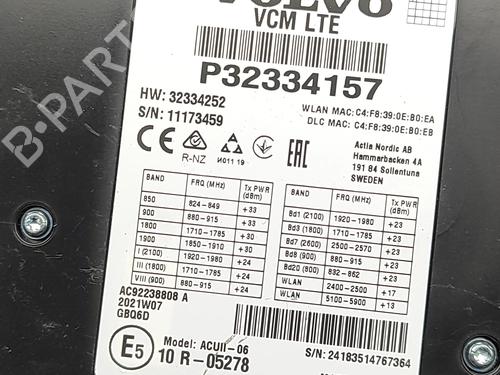 VOLVO
VCM LTE
P32334157
HW: 32334252
S/N: 11173459
WLAN MAC: C4:F8:39:0E:B0:EA
DLC MAC: C4:F8:39:0E:B0:EB
CE
R-NZ
И011 19
EAC
Actia Nordic AB
Hammarbacken 4A
191 84 Sollentuna
SWEDEN
BAND FRQ (MHz) Tx PWR (dBm)
850 824-849 +33
900 880-915 +33
1800 1710-1785 +30
1900 1850-1910 +30
I (2100) 1920-1980 +24
III (1800) 1710-1785 +24
VIII (900) 880-915 +24
BAND FRQ (MHz) Tx PWR (dBm)
Bd1 (2100) 1920-1980 +23
Bd3 (1800) 1710-1785 +23
Bd7 (2600) 2500-2570 +23
Bd8 (900) 880-915 +23
Bd20 (800) 832-862 +23
WLAN 2400-2500 +17
WLAN 5100-5900 +13
AC92238808 A
2021W07
GBQ6D
E5
Model: ACUII-06
10 R-05278
S/N: 24183514767364
B-PARTS